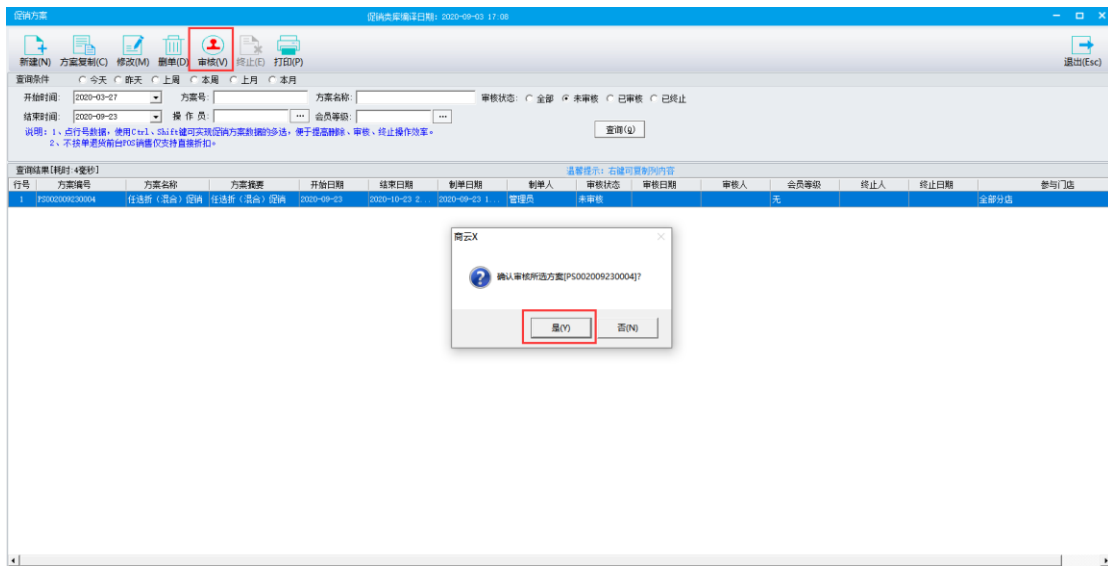 促销方案 促销类库编译日期：2020-09-03 17:08
新建(N) 方案复制(C) 修改(M) 删单(D) 审核(V) 终止(E) 打印(P) 退出(Esc)
查询条件 今天 昨天 上周 本周 上月 本月
开始时间: 2020-03-27 方案号: 方案名称: 审核状态: 全部 未审核 已审核 已终止
结束时间: 2020-09-23 操 作 员: ... 会员等级: ... 查询(Q)
说明：1、点行号数据，使用Ctrl、Shift键可实现促销方案数据的多选，便于提高删除、审核、终止操作效率。
2、不按单退货前台POS销售仅支持直接折扣。
查询结果[耗时:4毫秒] 温馨提示：右键可复制列内容
行号 方案编号 方案名称 方案摘要 开始日期 结束日期 制单日期 制单人 审核状态 审核日期 审核人 会员等级 终止人 终止日期 参与门店
1 PS002009230004 任选折（混合）促销 任选折（混合）促销 2020-09-23 2020-10-23 2... 2020-09-23 1... 管理员 未审核 无 全部分店
商云X
确认审核所选方案[PS002009230004]?
是(Y) 否(N)